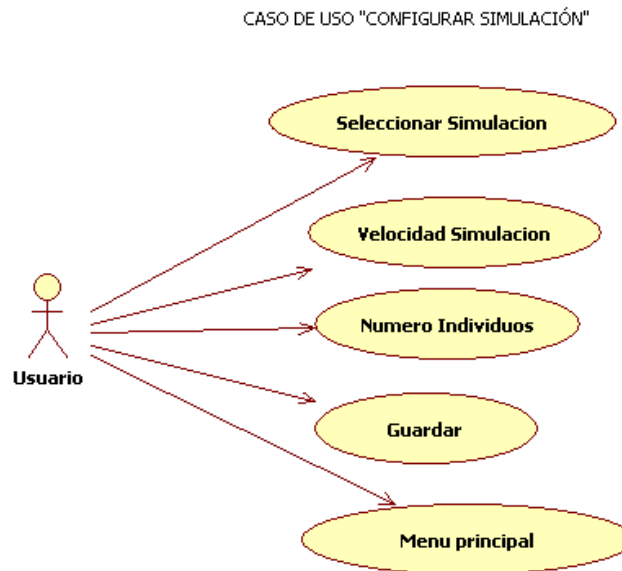 CASO DE USO "CONFIGURAR SIMULACIÓN"
Seleccionar Simulacion
Velocidad Simulacion
Numero Individuos
Usuario
Guardar
Menu principal